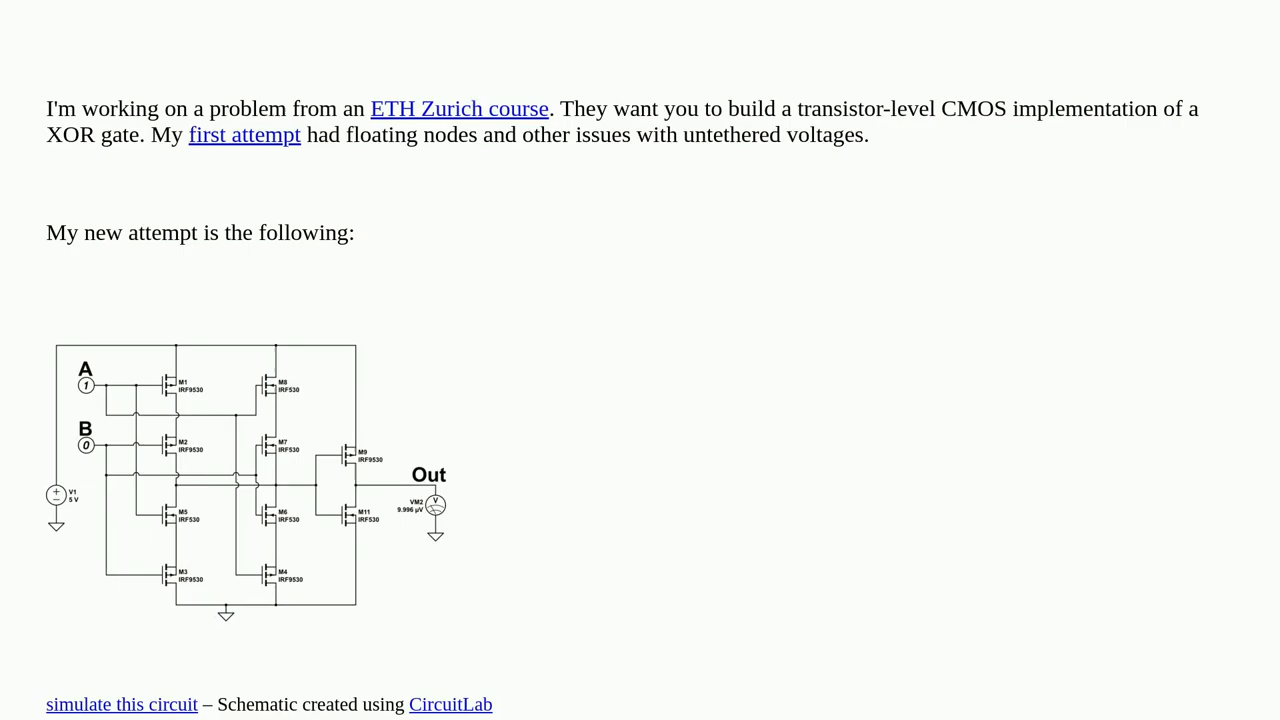 I'm working on a problem from an ETH Zurich course. They want you to build a transistor-level CMOS implementation of a
XOR gate. My first attempt had floating nodes and other issues with untethered voltages.
My new attempt is the following:
A
1
M1
IRF9530
M8
IRF530
B
0
M2
IRF9530
M7
IRF530
M9
IRF9530
Out
V1
5 V
VM2
9.996 µV
V
M5
IRF530
M6
IRF530
M11
IRF530
M3
IRF9530
M4
IRF9530
simulate this circuit – Schematic created using CircuitLab